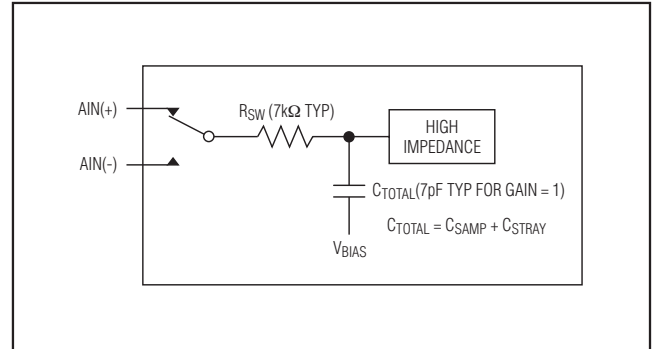 AIN(+)
RSW (7kΩ TYP)
HIGH
IMPEDANCE
AIN(-)
CTOTAL(7pF TYP FOR GAIN = 1)
CTOTAL = CSAMP + CSTRAY
VBIAS